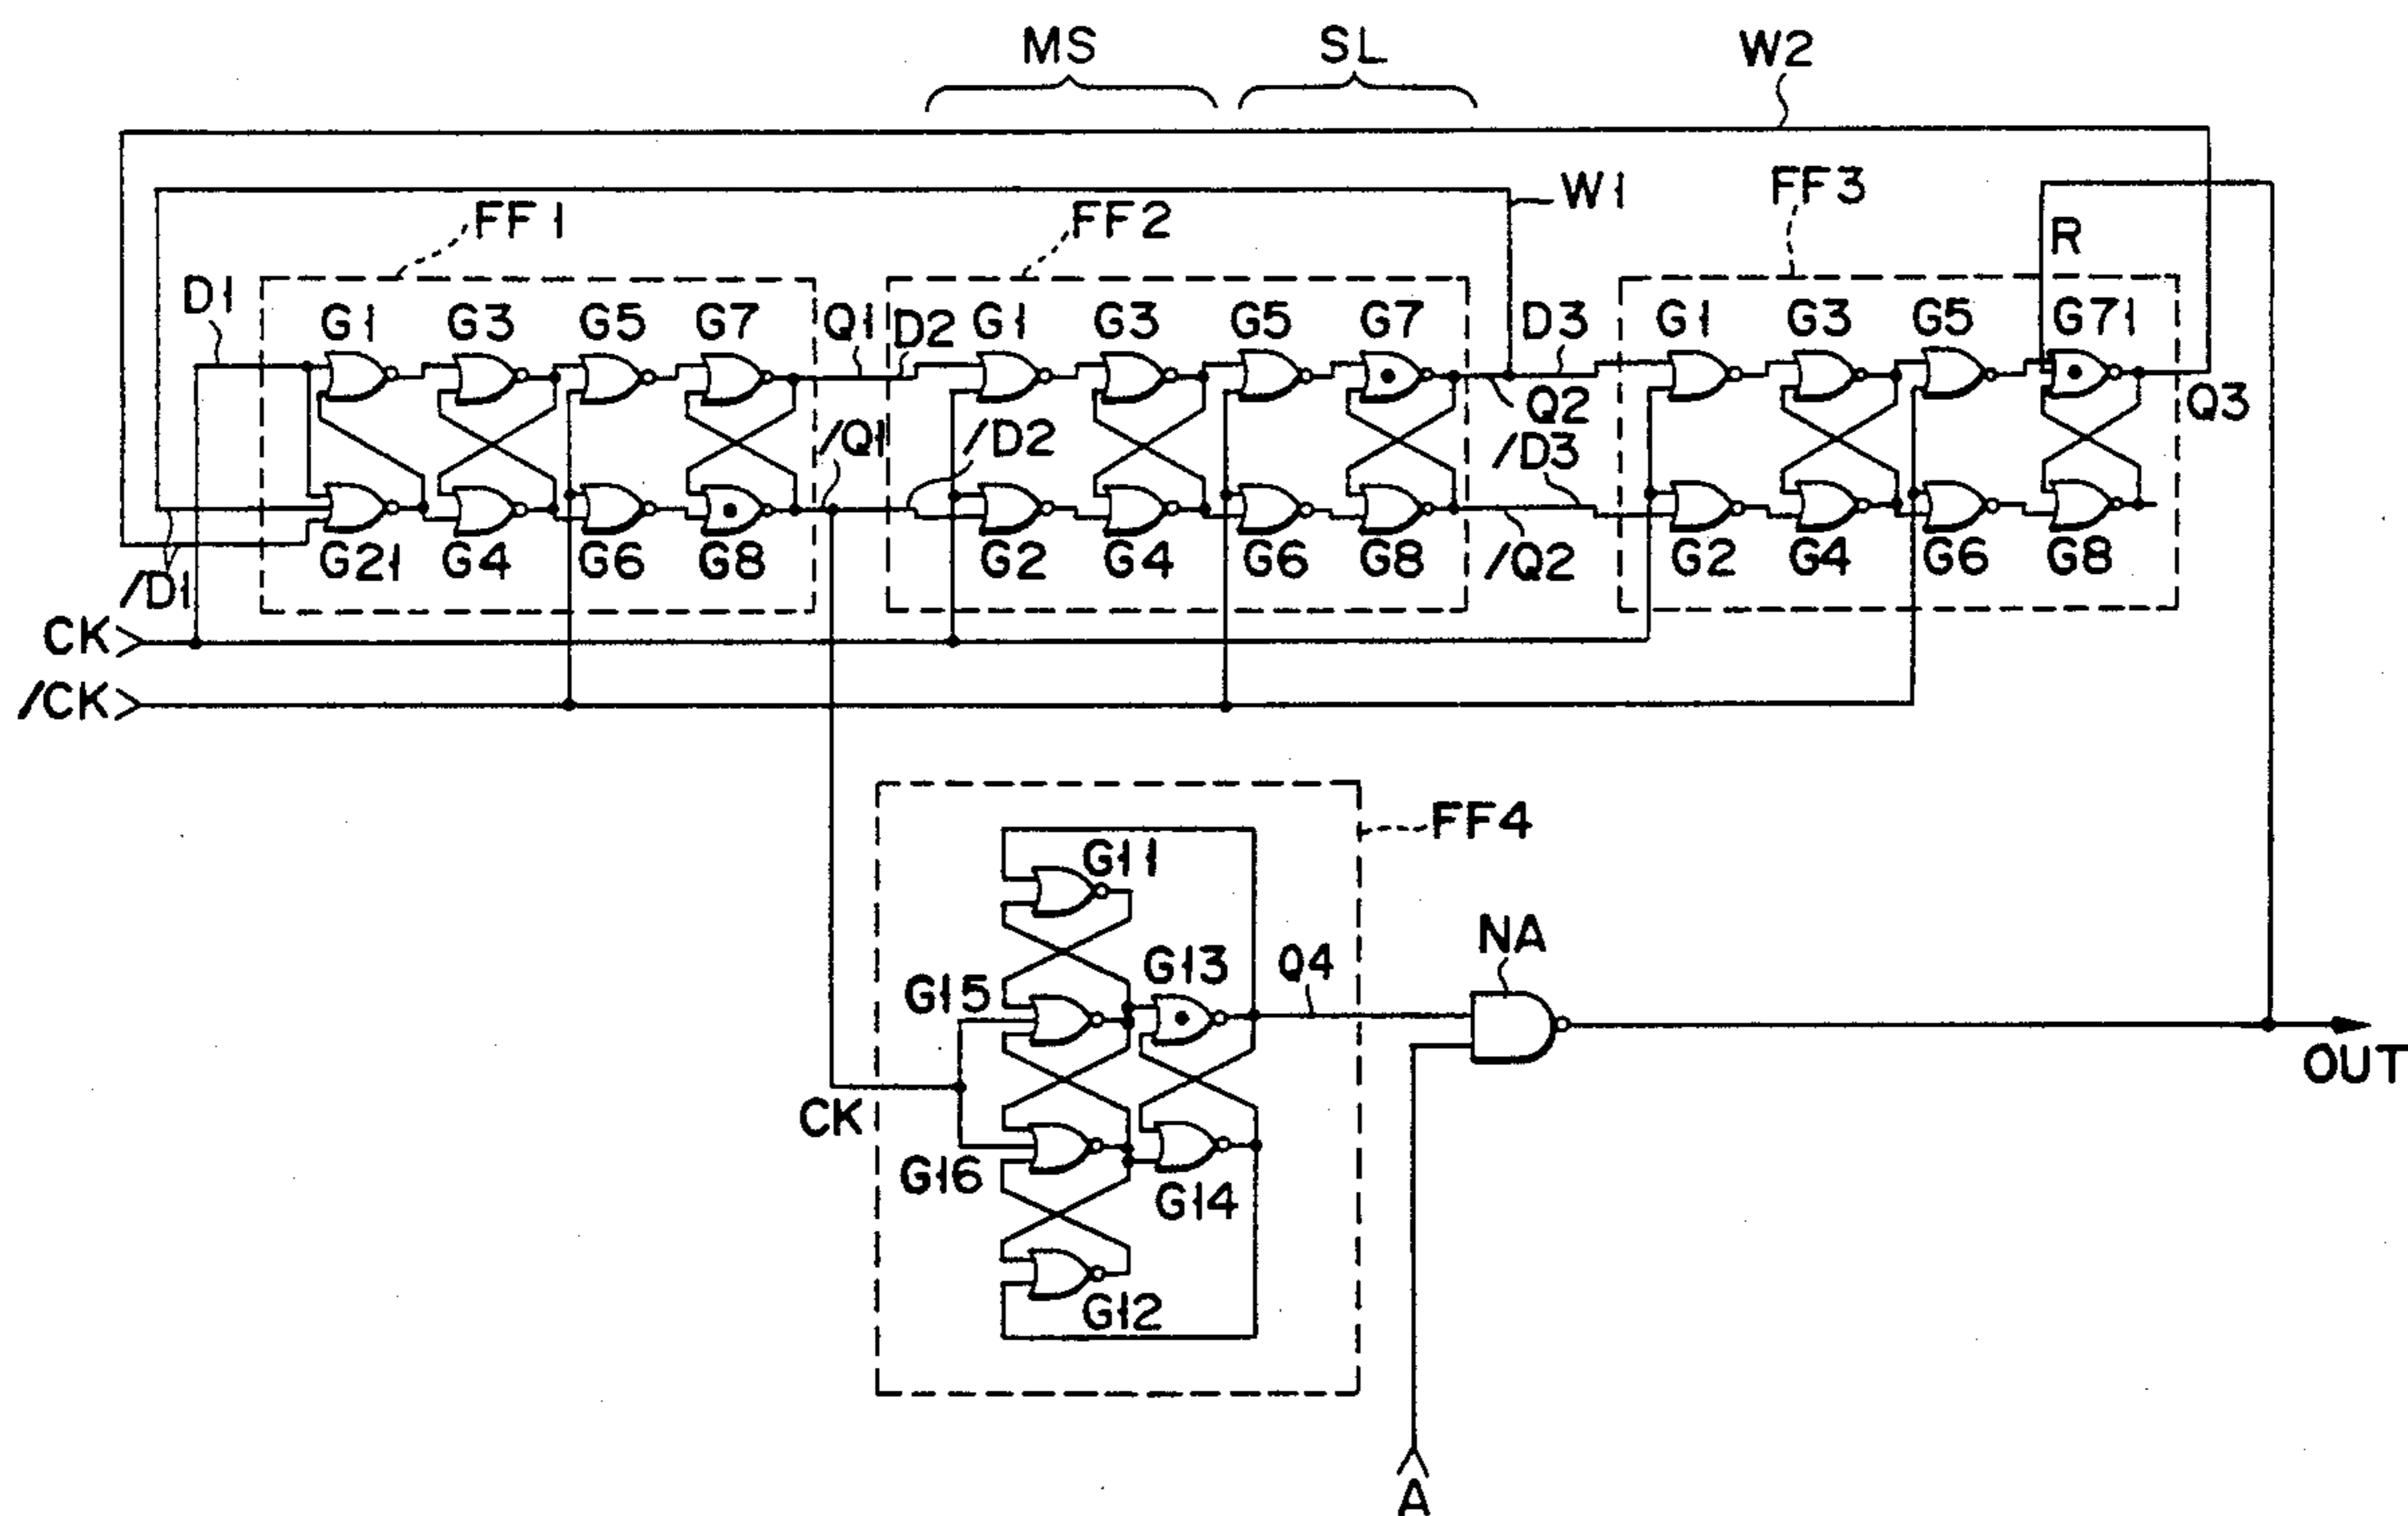 MS SL W2
W1 FF3
FF1 FF2
R
D1 G1 G3 G5 G7 Q1 D2 G1 G3 G5 G7 D3 G1 G3 G5 G71
Q2 Q3
/Q1 /D2 /D3
G21 G4 G6 G8 G2 G4 G6 G8 /Q2 G2 G4 G6 G8
/D1
CK
/CK
FF4
G11
NA
G13 Q4
G15
OUT
CK
G16 G14
G12
A